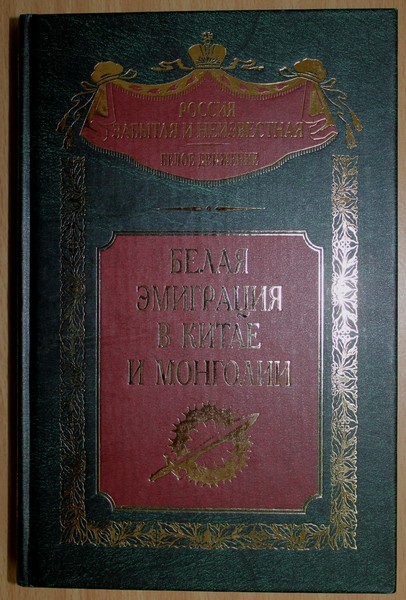 РОССИЯ
ЗАБЫТАЯ И НЕИЗВЕСТНАЯ
БЕЛОЕ ДВИЖЕНИЕ
БЕЛАЯ
ЭМИГРАЦИЯ
В КИТАЕ
И МОНГОЛИИ